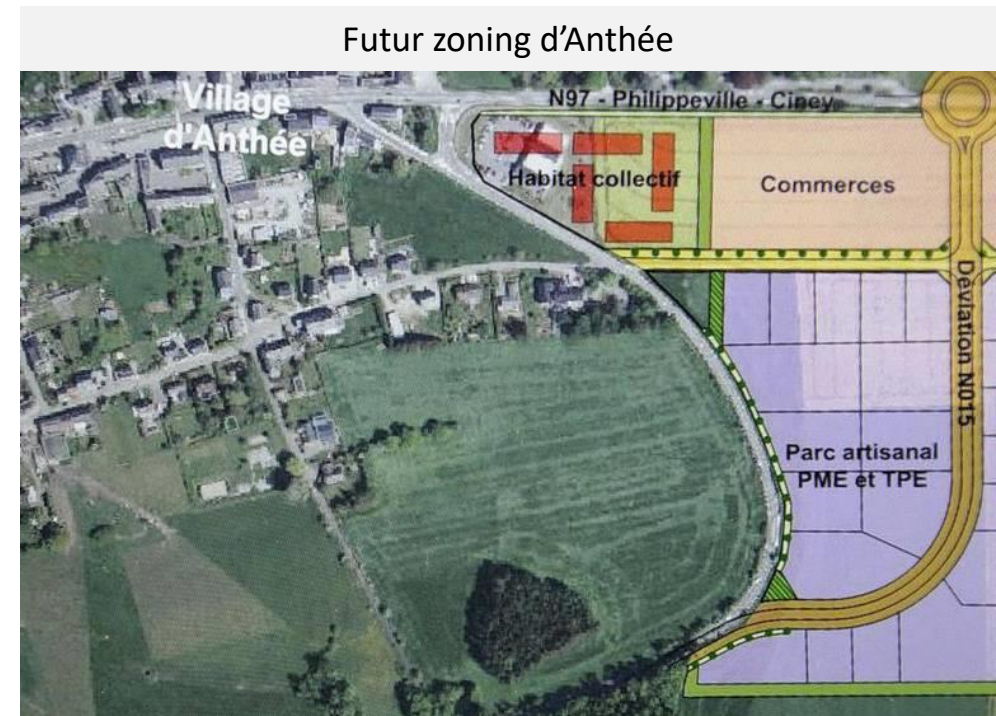 Futur zoning d'Anthée
Village
d'Anthée
N97 - Philippeville - Ciney
Habitat collectif
Commerces
Déviation N015
Parc artisanal
PME et TPE